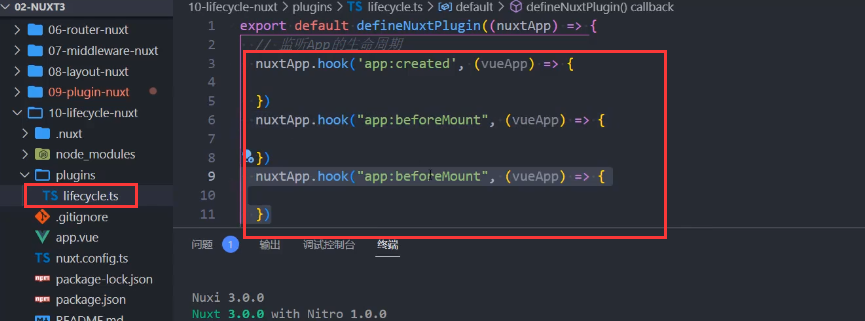 02-NUXT3
06-router-nuxt
07-middleware-nuxt
08-layout-nuxt
09-plugin-nuxt
10-lifecycle-nuxt
.nuxt
node_modules
plugins
TS lifecycle.ts
.gitignore
app.vue
TS nuxt.config.ts
npm package-lock.json
npm package.json
README.md
10-lifecycle-nuxt > plugins > TS lifecycle.ts > default > defineNuxtPlugin() callback
1 export default defineNuxtPlugin((nuxtApp) => {
2 // 监听App的生命周期
3 nuxtApp.hook('app:created', (vueApp) => {
4
5 })
6 nuxtApp.hook("app:beforeMount", (vueApp) => {
7
8 })
9 nuxtApp.hook("app:beforeMount", (vueApp) => {
10
11 })
问题 1 输出 调试控制台 终端
Nuxi 3.0.0
Nuxt 3.0.0 with Nitro 1.0.0